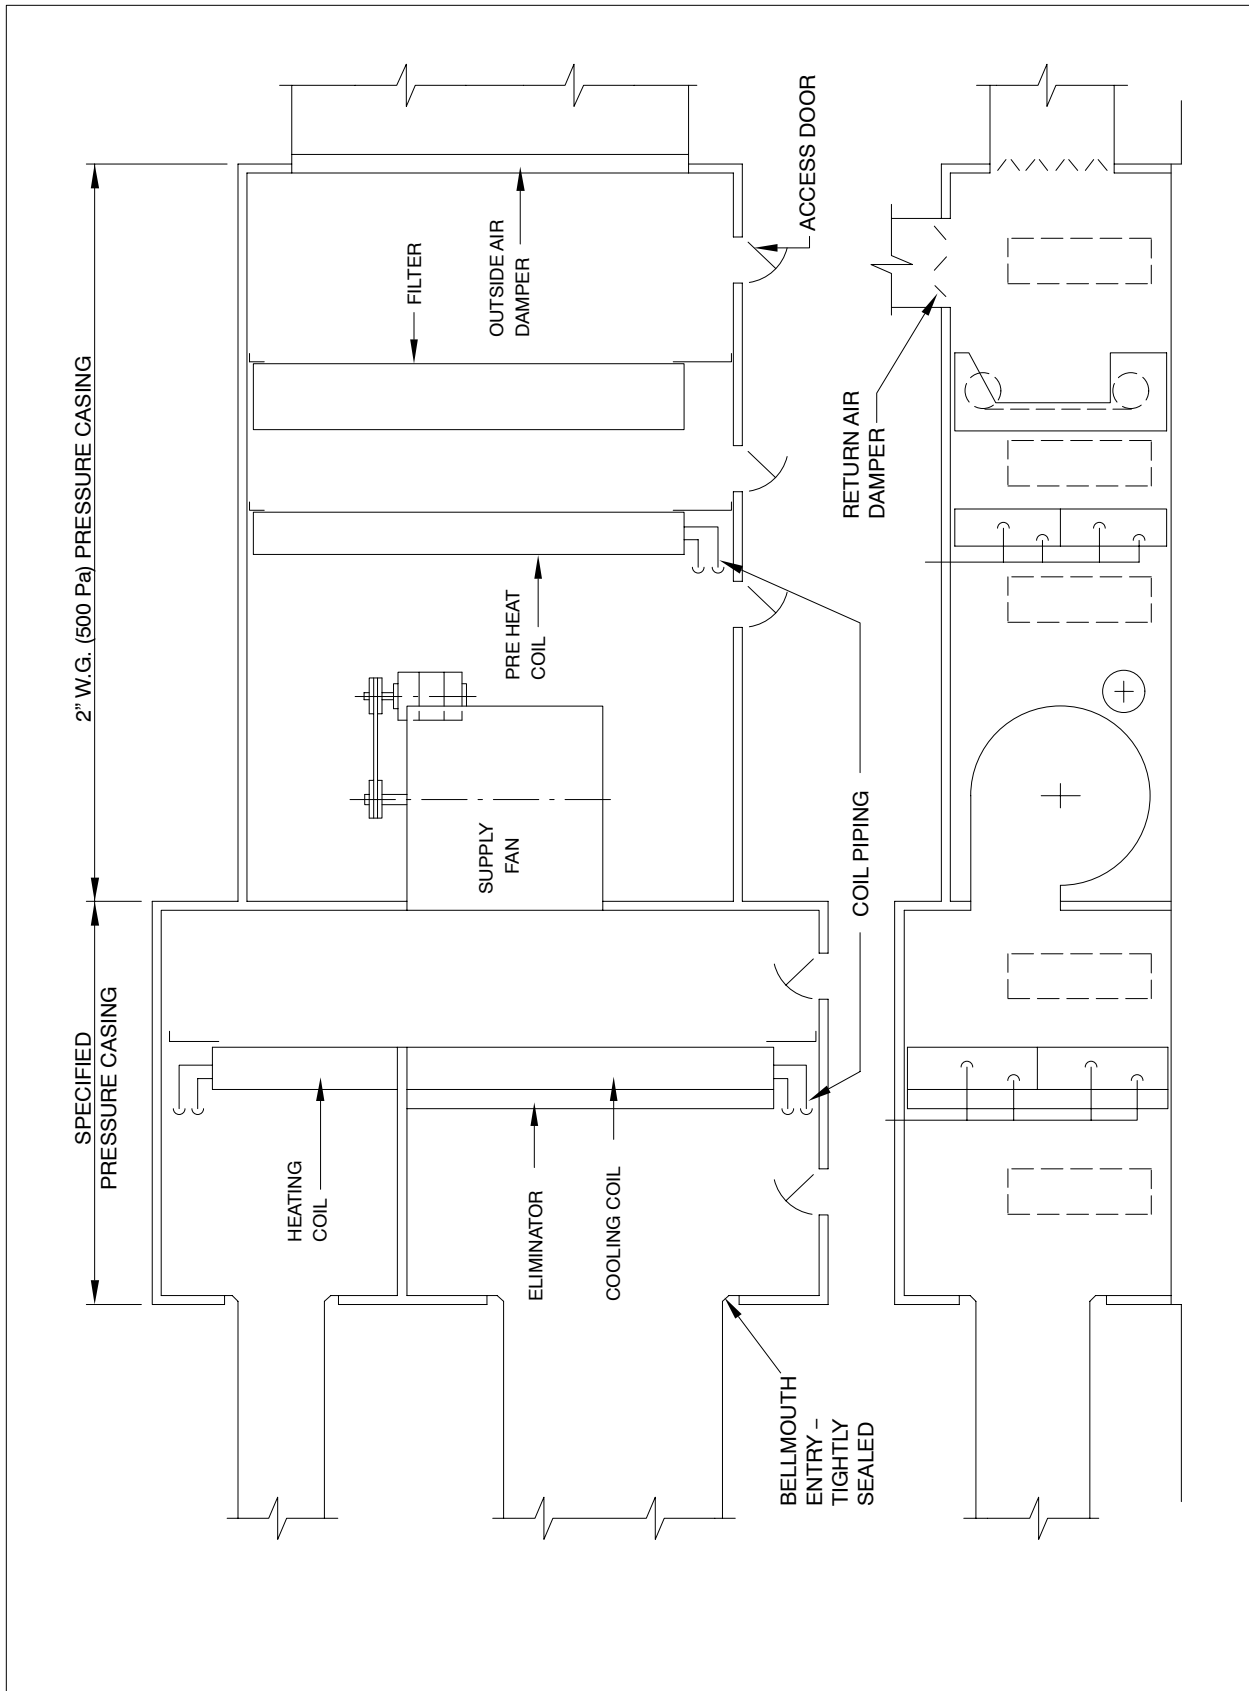 SPECIFIED
PRESSURE CASING
2” W.G. (500 Pa) PRESSURE CASING
HEATING
COIL
ELIMINATOR
COOLING COIL
SUPPLY
FAN
PRE HEAT
COIL
FILTER
OUTSIDE AIR
DAMPER
ACCESS DOOR
BELLMOUTH
ENTRY –
TIGHTLY
SEALED
COIL PIPING
RETURN AIR
DAMPER